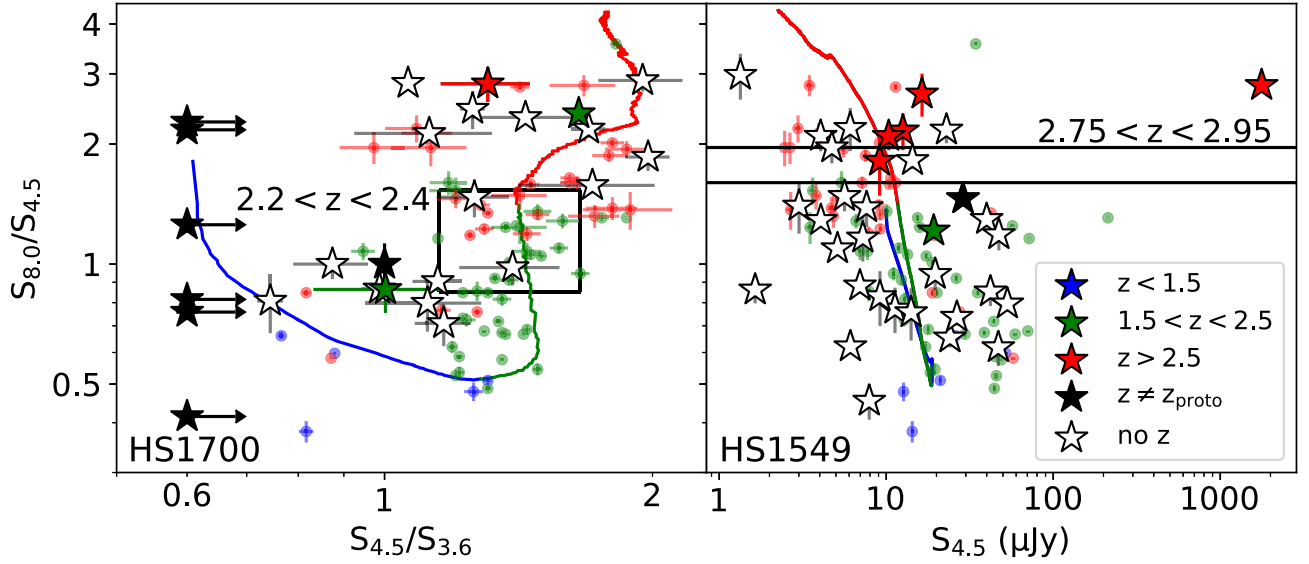 4
3
2
1
0.5
S8.0/S4.5
2.2 < z < 2.4
HS1700
0.6
1
2
S4.5/S3.6
2.75 < z < 2.95
HS1549
z < 1.5
1.5 < z < 2.5
z > 2.5
z ≠ zproto
no z
1
10
100
1000
S4.5 (μJy)